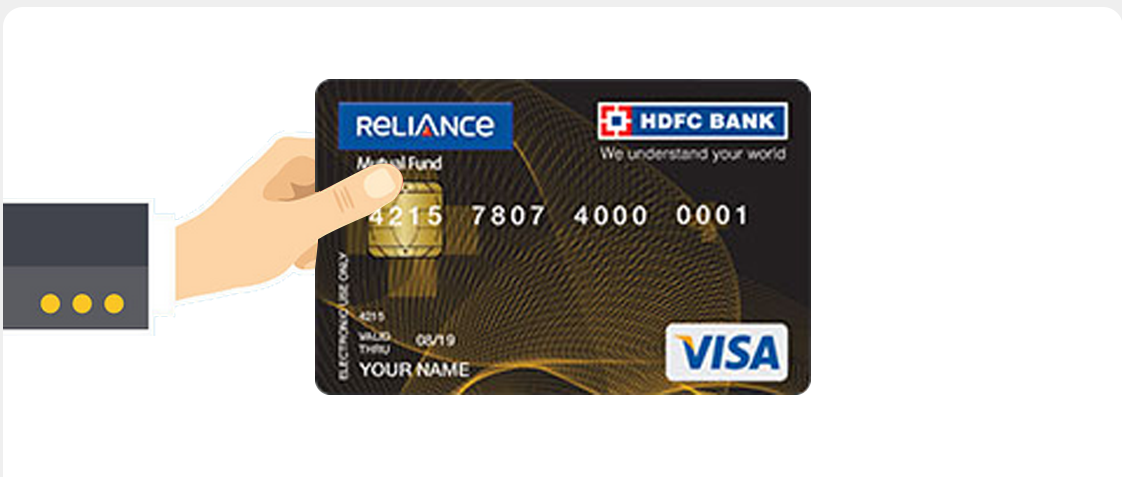 RELIANCE
HDFC BANK
We understand your world
Mutual Fund
4215 7807 4000 0001
ELECTRONIC USE ONLY
4215
VALID
THRU
08/19
YOUR NAME
VISA